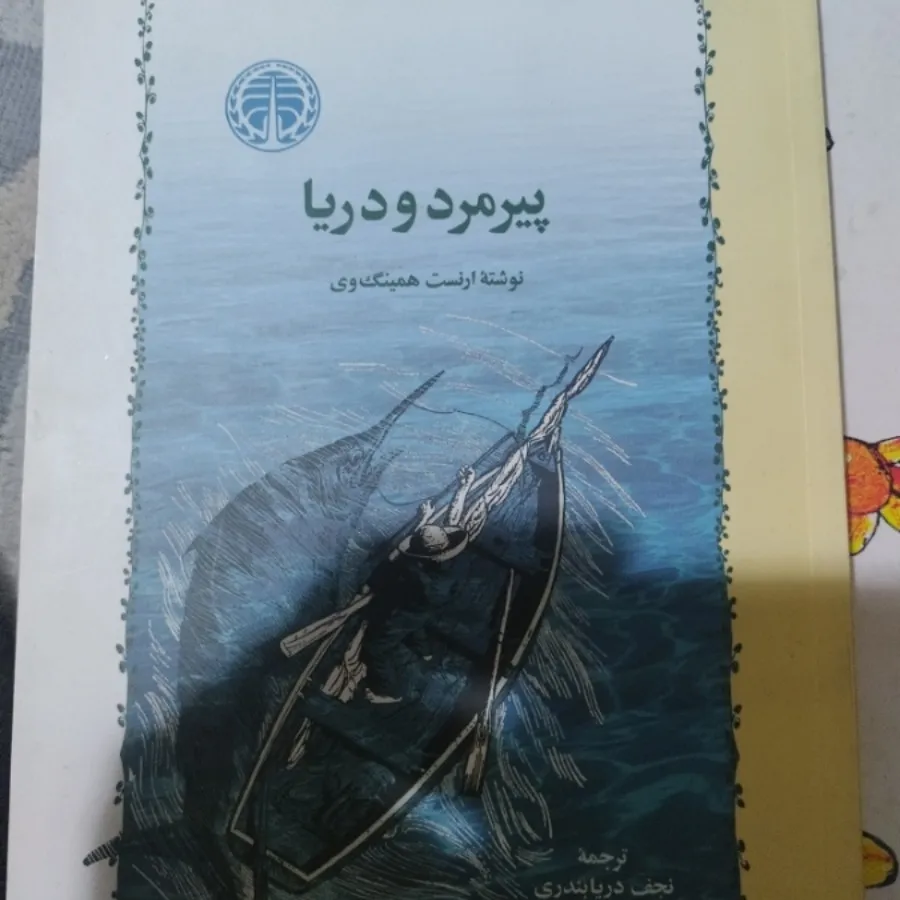 پیرمرد و دریا
نوشتهٔ ارنست همینگ‌وی
ترجمهٔ
نجف دریابندری